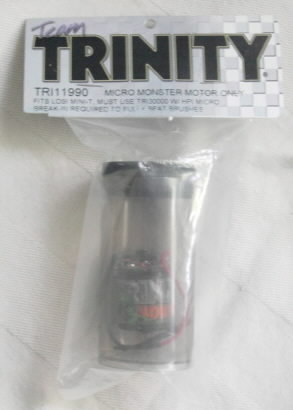 Team
TRINITY
TRI11990 MICRO MONSTER MOTOR ONLY
FITS LOSI MINI-T, MUST USE W/ HPI MICRO
BREAK-IN REQUIRED TO FULLY SEAT BRUSHES